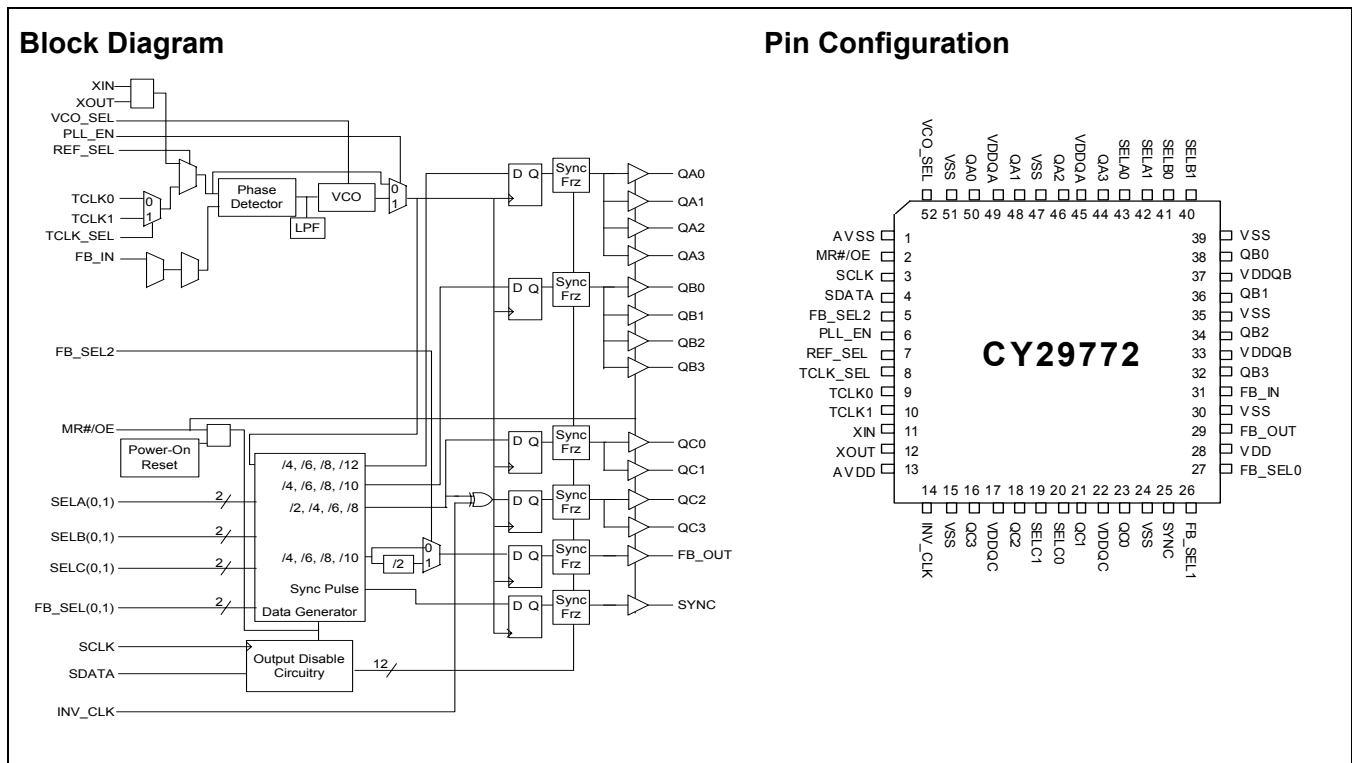 Block Diagram
XIN
XOUT
VCO_SEL
PLL_EN
REF_SEL
TCLK0
TCLK1
TCLK_SEL
FB_IN
0
1
Phase
Detector
VCO
LPF
0
1
FB_SEL2
MR#/OE
Power-On
Reset
SELA(0,1)
2
SELB(0,1)
2
SELC(0,1)
2
FB_SEL(0,1)
2
SCLK
SDATA
INV_CLK
/4, /6, /8, /12
/4, /6, /8, /10
/2, /4, /6, /8
/4, /6, /8, /10
/2
0
1
Sync Pulse
Data Generator
Output Disable
Circuitry
12
D Q
Sync
Frz
QA0
QA1
QA2
QA3
D Q
Sync
Frz
QB0
QB1
QB2
QB3
D Q
Sync
Frz
QC0
QC1
D Q
Sync
Frz
QC2
QC3
D Q
Sync
Frz
FB_OUT
D Q
Sync
Frz
SYNC
Pin Configuration
VCO_SEL
VSS
QA0
VDDQA
QA1
VSS
QA2
VDDQA
QA3
SELA0
SELA1
SELB0
SELB1
52 51 50 49 48 47 46 45 44 43 42 41 40
AVSS 1
MR#/OE 2
SCLK 3
SDATA 4
FB_SEL2 5
PLL_EN 6
REF_SEL 7
TCLK_SEL 8
TCLK0 9
TCLK1 10
XIN 11
XOUT 12
AVDD 13
CY29772
39 VSS
38 QB0
37 VDDQB
36 QB1
35 VSS
34 QB2
33 VDDQB
32 QB3
31 FB_IN
30 VSS
29 FB_OUT
28 VDD
27 FB_SEL0
14 15 16 17 18 19 20 21 22 23 24 25 26
INV_CLK
VSS
QC3
VDDQC
QC2
SELC1
SELC0
QC1
VDDQC
QC0
VSS
SYNC
FB_SEL1